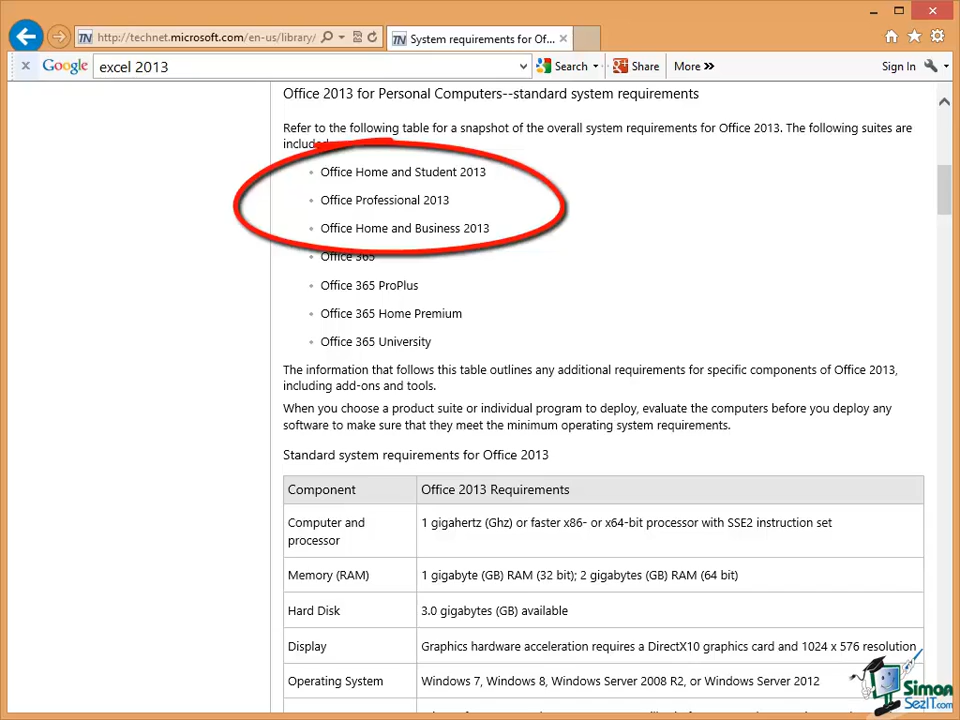 http://technet.microsoft.com/en-us/library/
System requirements for Of...
Google
excel 2013
Search
Share
More
Sign In
Office 2013 for Personal Computers--standard system requirements
Refer to the following table for a snapshot of the overall system requirements for Office 2013. The following suites are
Office Home and Student 2013
Office Professional 2013
Office Home and Business 2013
Office 365
Office 365 ProPlus
Office 365 Home Premium
Office 365 University
The information that follows this table outlines any additional requirements for specific components of Office 2013,
including add-ons and tools.
When you choose a product suite or individual program to deploy, evaluate the computers before you deploy any
software to make sure that they meet the minimum operating system requirements.
Standard system requirements for Office 2013
Component Office 2013 Requirements
Computer and 1 gigahertz (Ghz) or faster x86- or x64-bit processor with SSE2 instruction set
processor
Memory (RAM) 1 gigabyte (GB) RAM (32 bit); 2 gigabytes (GB) RAM (64 bit)
Hard Disk 3.0 gigabytes (GB) available
Display Graphics hardware acceleration requires a DirectX10 graphics card and 1024 x 576 resolution
Operating System Windows 7, Windows 8, Windows Server 2008 R2, or Windows Server 2012
Simon
SezIT.com